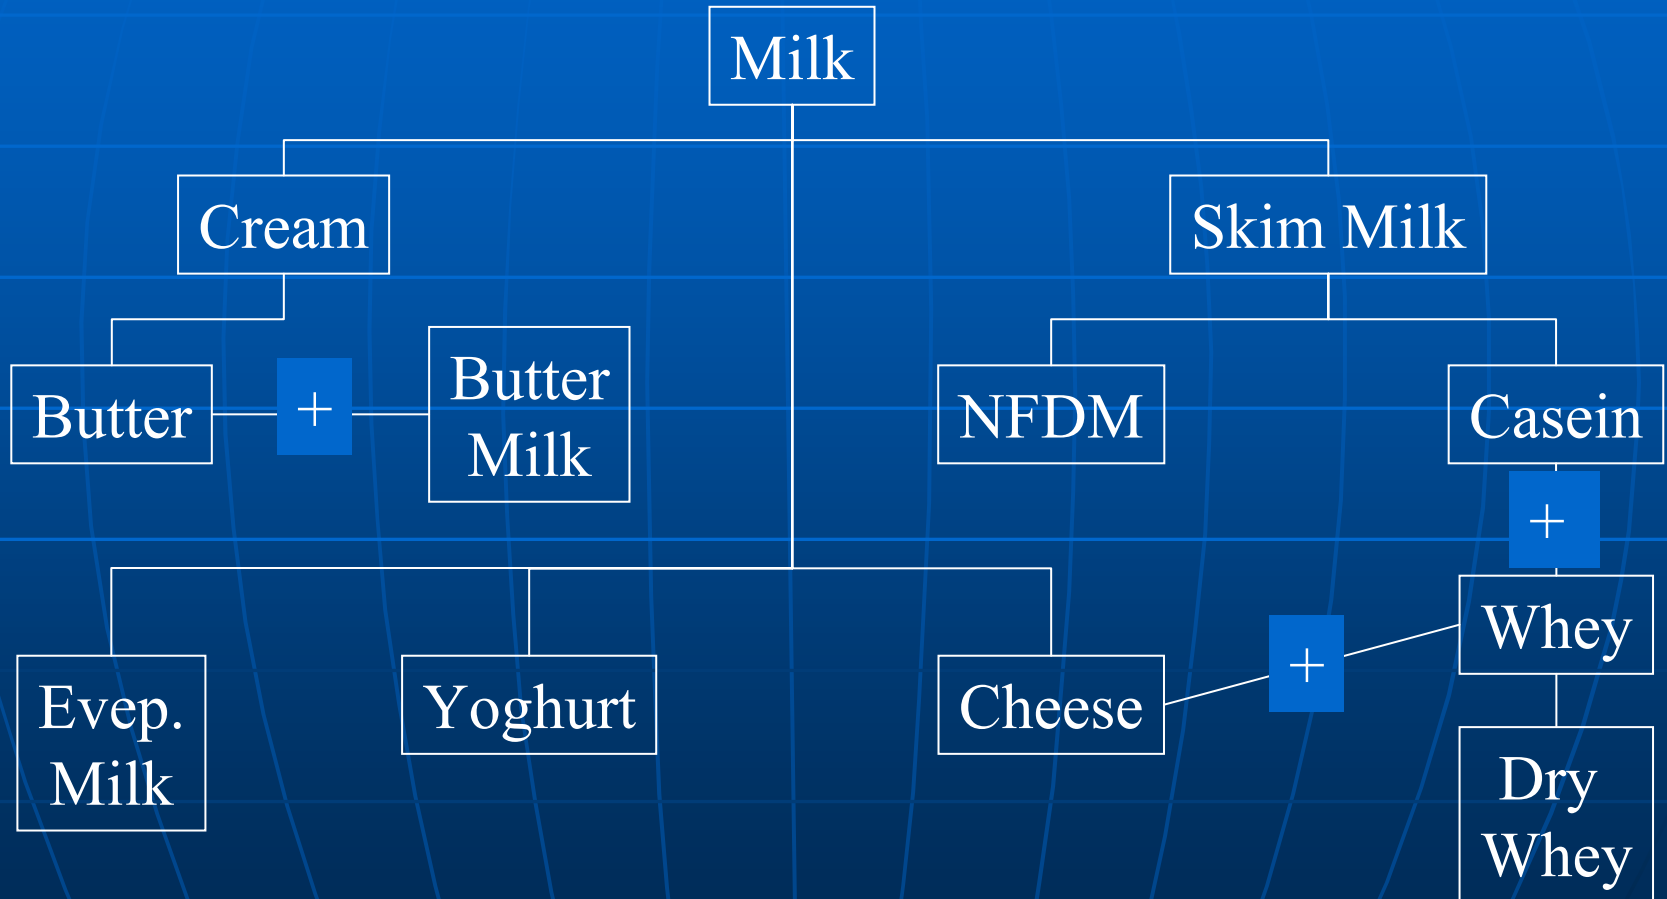 Milk
Cream
Skim Milk
Butter
+
Butter
Milk
NFDM
Casein
+
Whey
Evep.
Milk
Yoghurt
Cheese
+
Dry
Whey